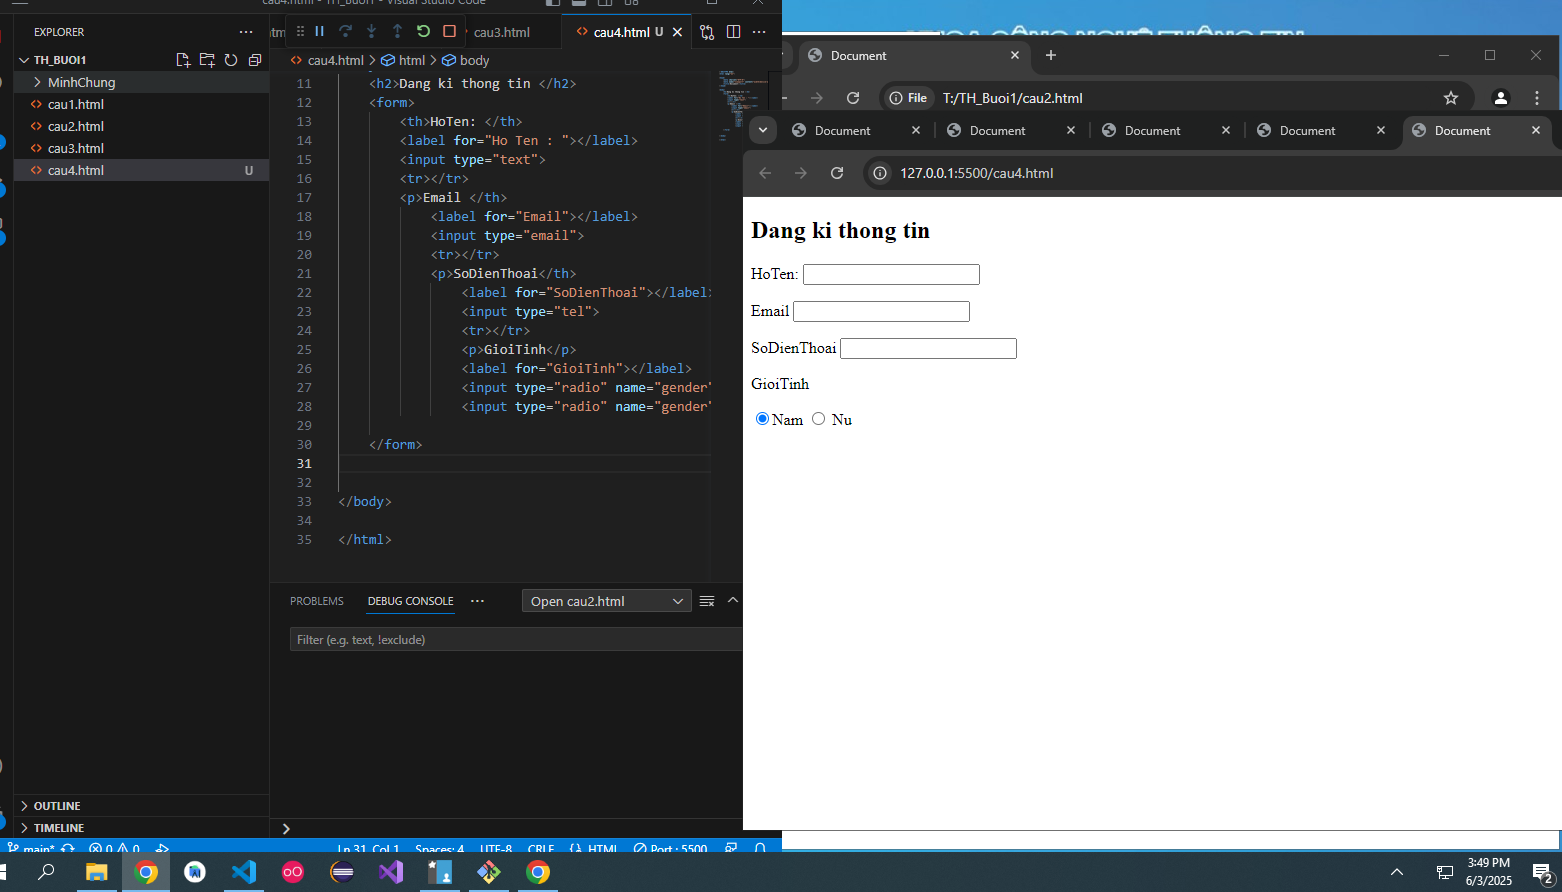 cau4.html - TH_Buoi1 - Visual Studio Code
EXPLORER
TH_BUOI1
MinhChung
cau1.html
cau2.html
cau3.html
cau4.html U
OUTLINE
TIMELINE
cau3.html
cau4.html U
cau4.html > html > body
11 <h2>Dang ki thong tin </h2>
12 <form>
13 <th>HoTen: </th>
14 <label for="Ho Ten : "></label>
15 <input type="text">
16 <tr></tr>
17 <p>Email </th>
18 <label for="Email"></label>
19 <input type="email">
20 <tr></tr>
21 <p>SoDienThoai</th>
22 <label for="SoDienThoai"></label>
23 <input type="tel">
24 <tr></tr>
25 <p>GioiTinh</p>
26 <label for="GioiTinh"></label>
27 <input type="radio" name="gender"
28 <input type="radio" name="gender"
29
30 </form>
31
32
33 </body>
34
35 </html>
PROBLEMS
DEBUG CONSOLE
Open cau2.html
Filter (e.g. text, !exclude)
main*
0 0
Ln 31, Col 1
Spaces: 4
UTF-8
CRLF
{} HTML
Port : 5500
KHOA CÔNG NGHỆ THÔNG TIN
Document
File
T:/TH_Buoi1/cau2.html
Document
Document
Document
Document
Document
127.0.0.1:5500/cau4.html
Dang ki thong tin
HoTen:
Email
SoDienThoai
GioiTinh
Nam Nu
3:49 PM
6/3/2025
2